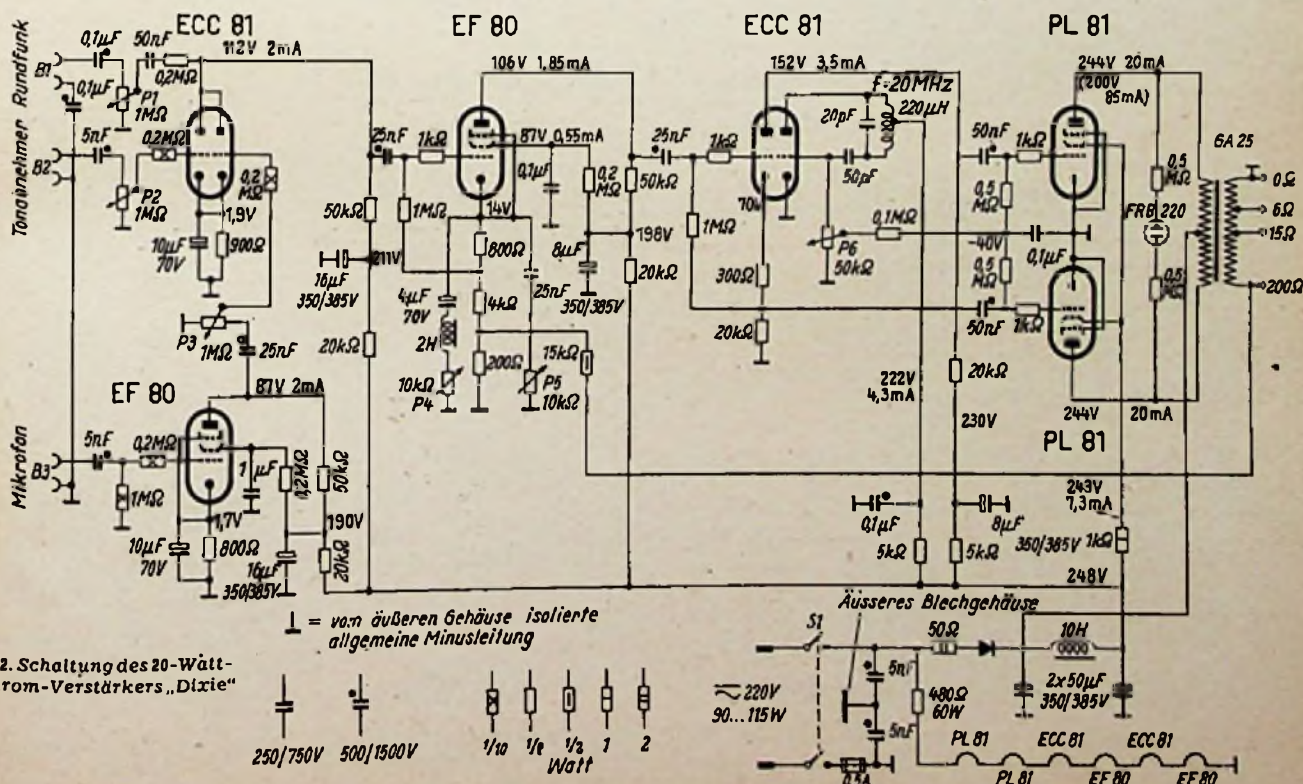 ECC 81
EF 80
ECC 81
PL 81
Tonabnehmer Rundfunk
B1
0,1µF
50nF
0,2MΩ
112V 2mA
0,1µF
P1
1MΩ
B2
5nF
0,2MΩ
P2
1MΩ
0,2
MΩ
1,9V
10µF
70V
900Ω
P3
1MΩ
25nF
50kΩ
211V
16µF
350/385V
20kΩ
106V 1,85mA
25nF
1kΩ
87V 0,55mA
0,1µF
0,2
MΩ
50kΩ
1MΩ
14V
800Ω
198V
8µF
350/385V
20kΩ
4µF
70V
4kΩ
25nF
2H
200Ω
15kΩ
10kΩ
P4
P5
10kΩ
152V 3,5mA
F=20MHz
220µH
20pF
25nF
1kΩ
50pF
1MΩ
70V
0,1MΩ
P6
50kΩ
300Ω
20kΩ
222V
4,3mA
20kΩ
230V
244V 20mA
(200V
85mA)
50nF
1kΩ
0,5
MΩ
-40V
0,5
MΩ
0,1µF
50nF
1kΩ
0,5
MΩ
FRB 220
0,5
MΩ
GA 25
0Ω
6Ω
15Ω
200Ω
244V
20mA
PL 81
243V
7,3mA
0,1µF
5kΩ
5kΩ
8µF
350/385V
1kΩ
248V
EF 80
87V 2mA
Mikrofon
B3
5nF
0,2MΩ
1MΩ
1µF
0,2MΩ
50kΩ
1,7V
190V
10µF
70V
800Ω
16µF
350/385V
20kΩ
= vom äußeren Gehäuse isolierte
allgemeine Minusleitung
2. Schaltung des 20-Watt-
rom-Verstärkers „Dixie"
250/750V
500/1500V
1/10
1/2
1
2
Watt
Äusseres Blechgehäuse
S1
220V
90...115W
5nF
5nF
0,5A
50Ω
480Ω
60W
10H
2x50µF
350/385V
PL 81
ECC 81
ECC 81
PL 81
EF 80
EF 80